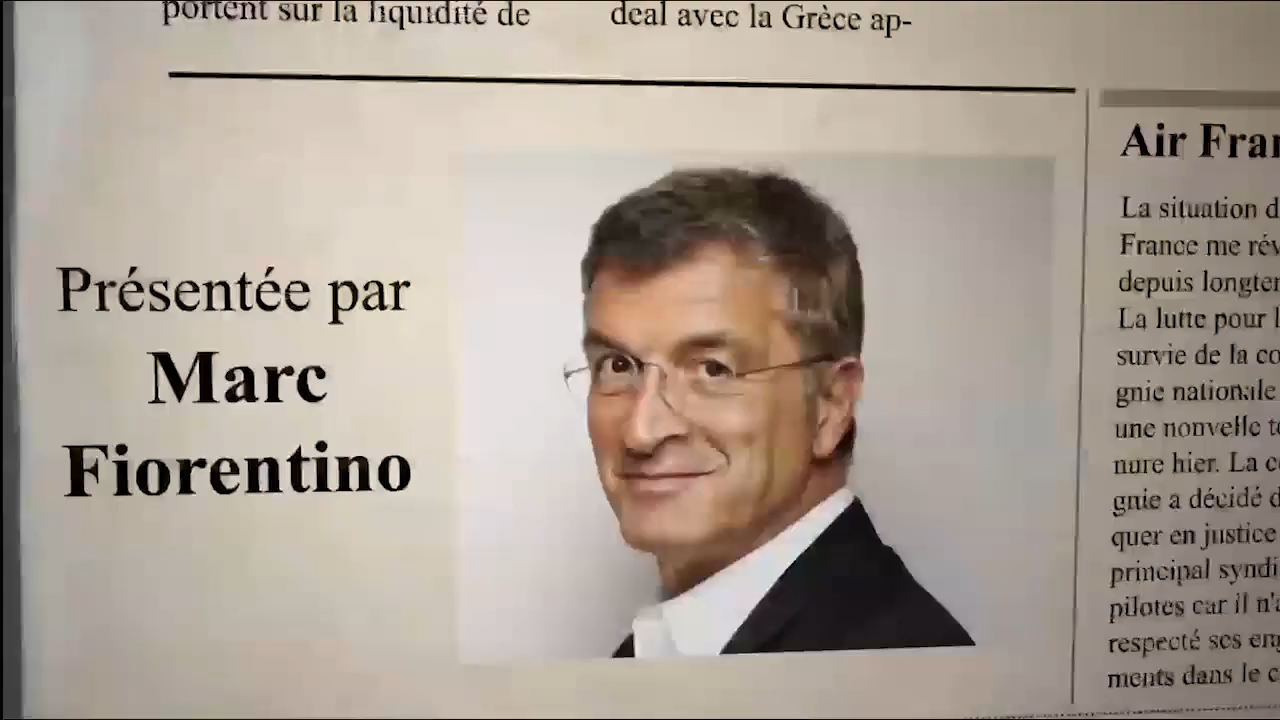 portent sur la liquidité de
deal avec la Grèce ap-
Présentée par
Marc
Fiorentino
Air Fran
La situation d
France me rév
depuis longter
La lutte pour l
survie de la co
gnie nationale
une nouvelle to
nure hier. La co
gnie a décidé d
quer en justice
principal syndi
pilotes car il n'a
respecté ses eng
ments dans le c